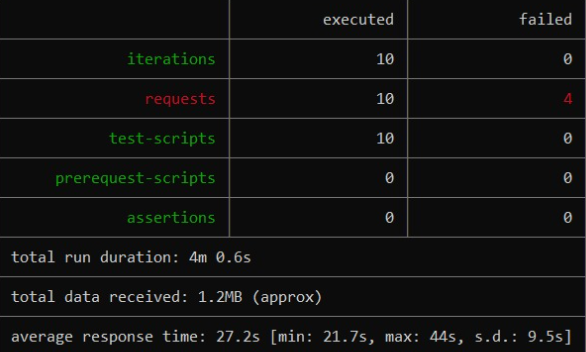 executed failed
iterations 10 0
requests 10 4
test-scripts 10 0
prerequest-scripts 0 0
assertions 0 0
total run duration: 4m 0.6s
total data received: 1.2MB (approx)
average response time: 27.2s [min: 21.7s, max: 44s, s.d.: 9.5s]